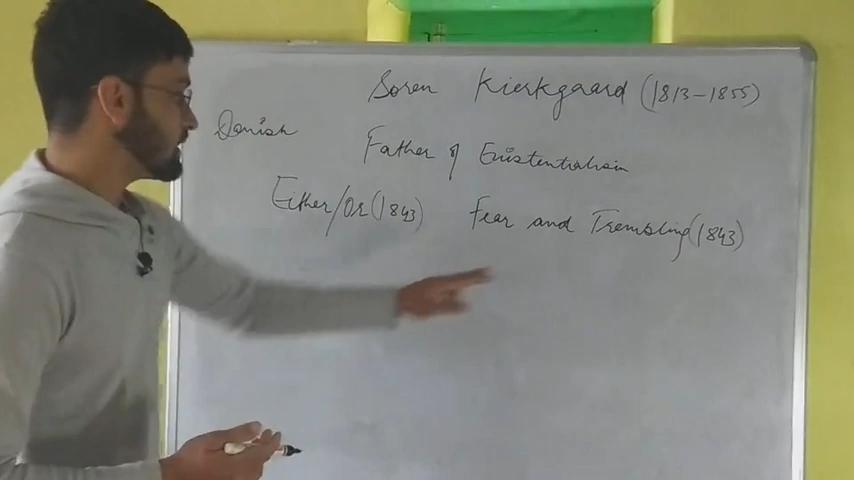 Soren Kierkgaard (1813-1855)
Danish
Father of Existentialism
Either/Or (1843) Fear and Trembling (1843)